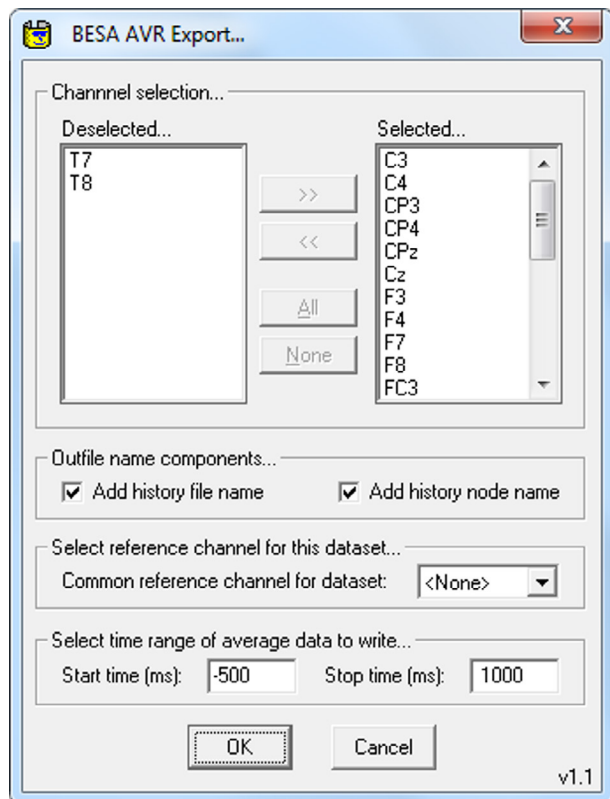 BESA AVR Export...
Channnel selection...
Deselected...
Selected...
T7
T8
>>
<<
All
None
C3
C4
CP3
CP4
CPz
Cz
F3
F4
F7
F8
FC3
Outfile name components...
Add history file name
Add history node name
Select reference channel for this dataset...
Common reference channel for dataset:
<None>
Select time range of average data to write...
Start time (ms):
-500
Stop time (ms):
1000
OK
Cancel
v1.1